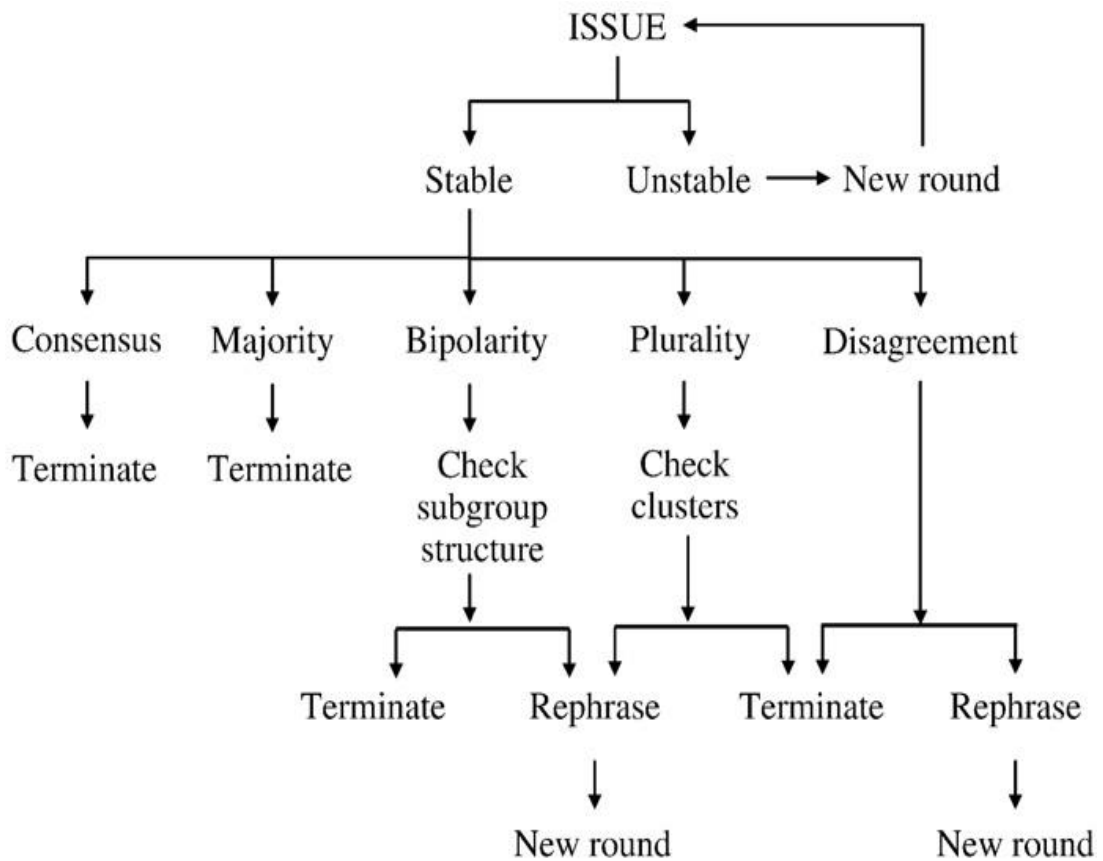 ISSUE
Stable
Unstable
New round
Consensus
Majority
Bipolarity
Plurality
Disagreement
Terminate
Terminate
Check
subgroup
structure
Check
clusters
Terminate
Rephrase
Terminate
Rephrase
New round
New round